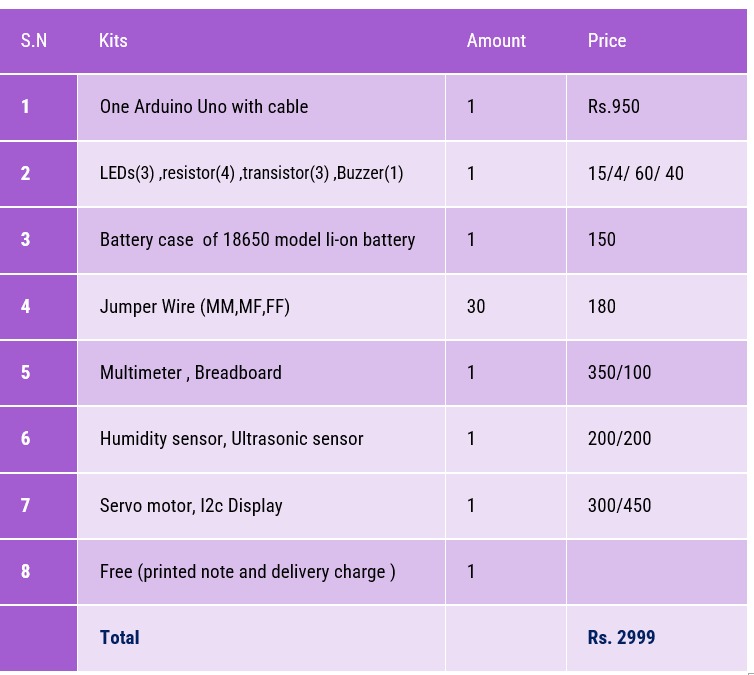 S.N Kits Amount Price
1 One Arduino Uno with cable 1 Rs.950
2 LEDs(3) ,resistor(4) ,transistor(3) ,Buzzer(1) 1 15/4/ 60/ 40
3 Battery case of 18650 model li-on battery 1 150
4 Jumper Wire (MM,MF,FF) 30 180
5 Multimeter , Breadboard 1 350/100
6 Humidity sensor, Ultrasonic sensor 1 200/200
7 Servo motor, I2c Display 1 300/450
8 Free (printed note and delivery charge ) 1
Total Rs. 2999